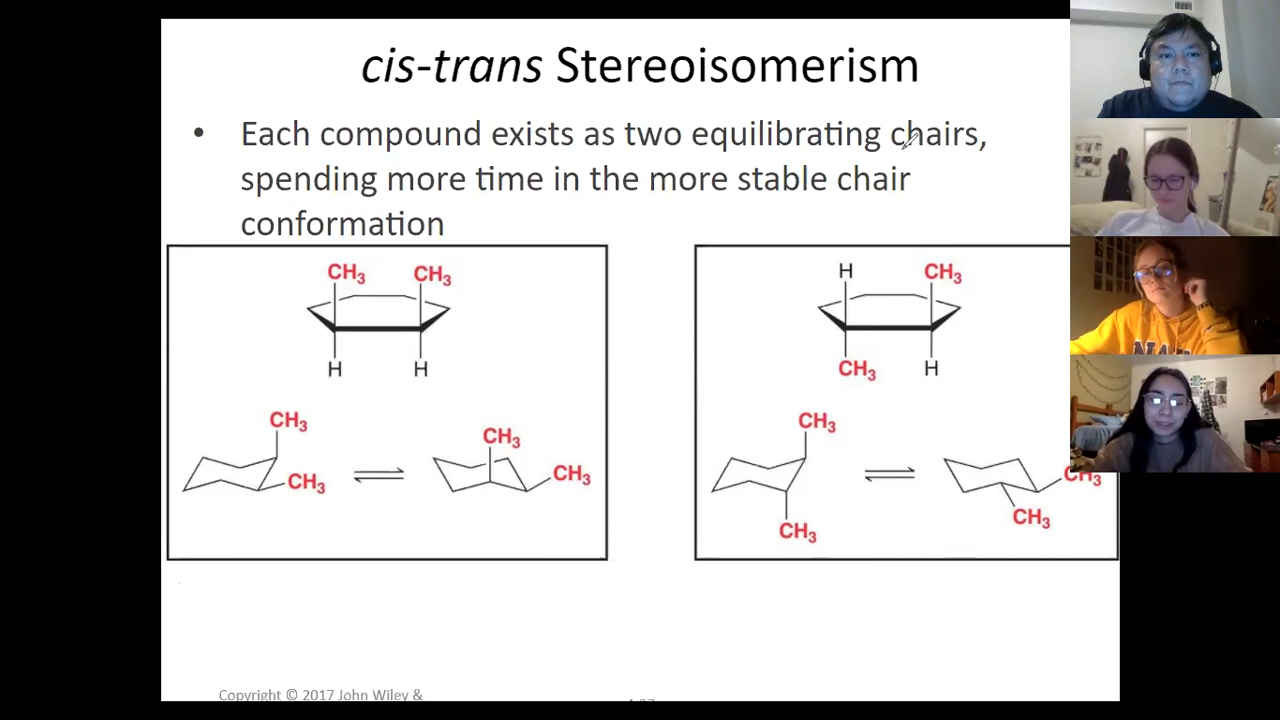 cis-trans Stereoisomerism
• Each compound exists as two equilibrating chairs,
spending more time in the more stable chair
conformation
CH3 CH3
H H
CH3
CH3
CH3
CH3
H CH3
CH3 H
CH3
CH3
CH3
CH3
Copyright © 2017 John Wiley &